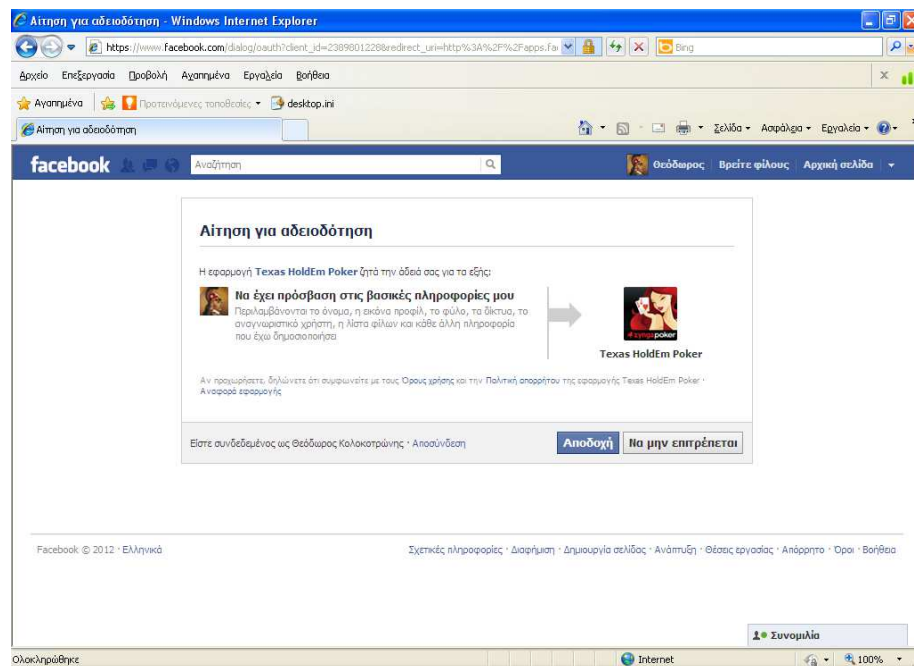 Αίτηση για αδειοδότηση - Windows Internet Explorer
https://www.facebook.com/dialog/oauth?client_id=2389801228&redirect_uri=http%3A%2F%2Fapps.fa
Bing
Αρχείο Επεξεργασία Προβολή Αγαπημένα Εργαλεία Βοήθεια
Αγαπημένα Προτεινόμενες τοποθεσίες desktop.ini
Αίτηση για αδειοδότηση Σελίδα Ασφάλεια Εργαλεία
facebook Αναζήτηση Θεόδωρος Βρείτε φίλους Αρχική σελίδα
Αίτηση για αδειοδότηση
Η εφαρμογή Texas HoldEm Poker ζητά την άδειά σας για τα εξής:
Να έχει πρόσβαση στις βασικές πληροφορίες μου
Περιλαμβάνονται το όνομα, η εικόνα προφίλ, το φύλο, τα δίκτυα, το
αναγνωριστικό χρήστη, η λίστα φίλων και κάθε άλλη πληροφορία
που έχω δημοσιοποιήσει
zynga poker
Texas HoldEm Poker
Αν προχωρήσετε, δηλώνετε ότι συμφωνείτε με τους Όρους χρήσης και την Πολιτική απορρήτου της εφαρμογής Texas HoldEm Poker ·
Αναφορά εφαρμογής
Είστε συνδεδεμένος ως Θεόδωρος Κολοκοτρώνης · Αποσύνδεση Αποδοχή Να μην επιτρέπεται
Facebook © 2012 · Ελληνικά Σχετικές πληροφορίες · Διαφήμιση · Δημιουργία σελίδας · Ανάπτυξη · Θέσεις εργασίας · Απόρρητο · Όροι · Βοήθεια
Συνομιλία
Ολοκληρώθηκε Internet 100%